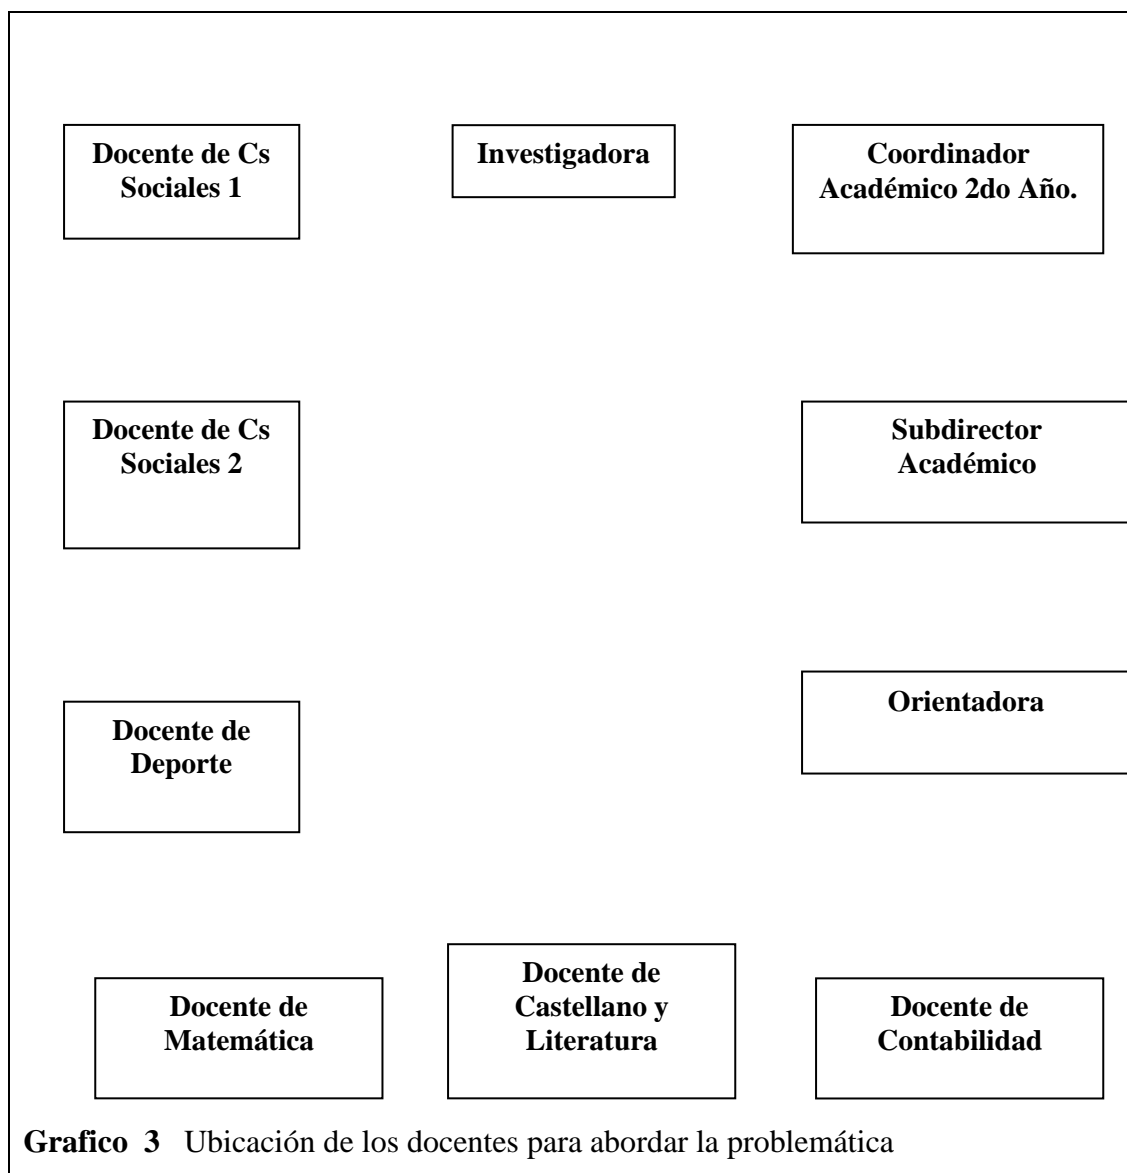 Docente de Cs
Sociales 1
Investigadora
Coordinador
Académico 2do Año.
Docente de Cs
Sociales 2
Subdirector
Académico
Docente de
Deporte
Orientadora
Docente de
Matemática
Docente de
Castellano y
Literatura
Docente de
Contabilidad
Grafico 3 Ubicación de los docentes para abordar la problemática